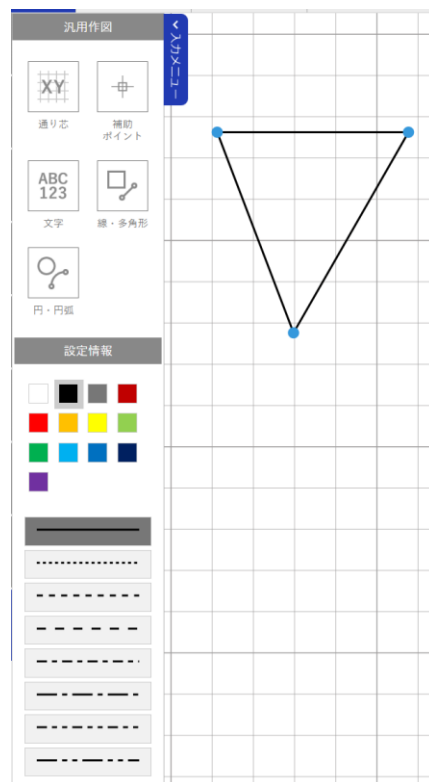 汎用作図
入力メニュー
XY
通り芯
補助
ポイント
ABC
123
文字
線・多角形
円・円弧
設定情報